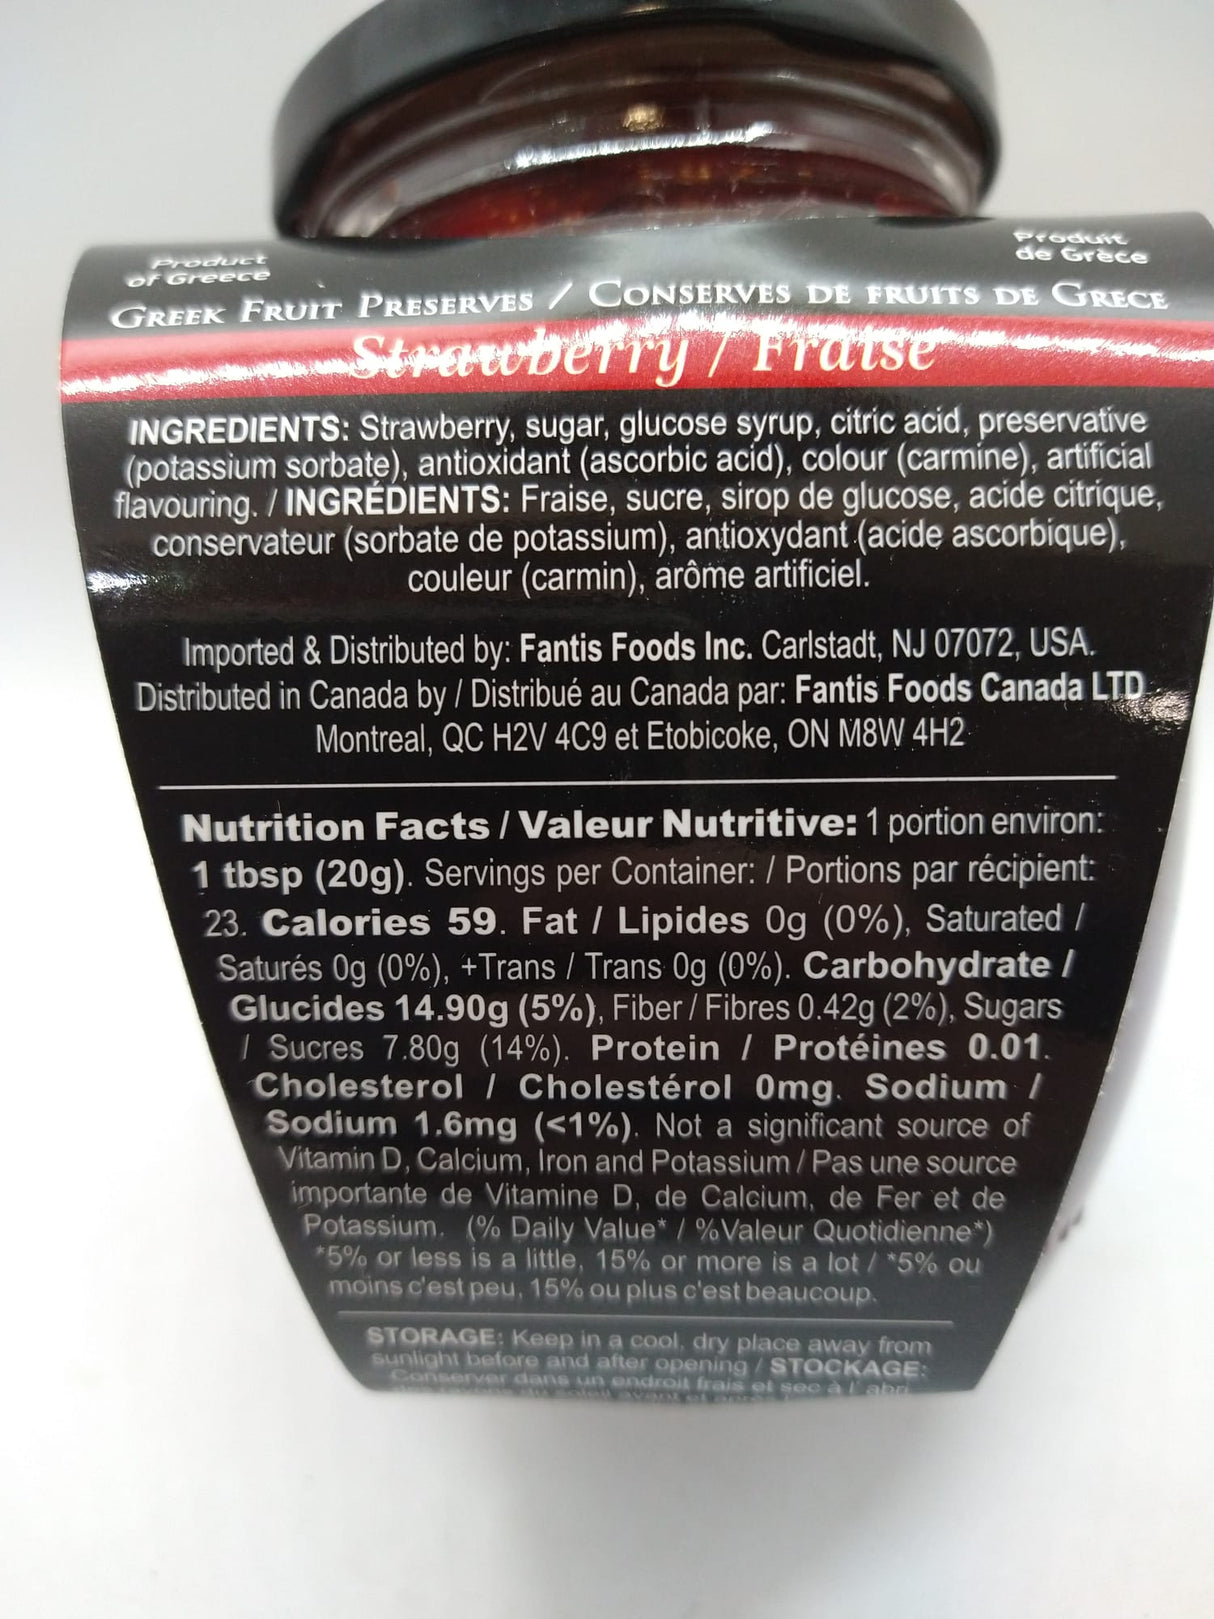 Product
of Greece
Produit
de Grèce
GREEK FRUIT PRESERVES / CONSERVES DE FRUITS DE GRECE
Strawberry / Fraise
INGREDIENTS: Strawberry, sugar, glucose syrup, citric acid, preservative
(potassium sorbate), antioxidant (ascorbic acid), colour (carmine), artificial
flavouring. / INGRÉDIENTS: Fraise, sucre, sirop de glucose, acide citrique,
conservateur (sorbate de potassium), antioxydant (acide ascorbique),
couleur (carmin), arôme artificiel.
Imported & Distributed by: Fantis Foods Inc. Carlstadt, NJ 07072, USA.
Distributed in Canada by / Distribué au Canada par: Fantis Foods Canada LTD
Montreal, QC H2V 4C9 et Etobicoke, ON M8W 4H2
Nutrition Facts / Valeur Nutritive: 1 portion environ:
1 tbsp (20g). Servings per Container: / Portions par récipient:
23. Calories 59. Fat / Lipides 0g (0%), Saturated /
Saturés 0g (0%), +Trans / Trans 0g (0%). Carbohydrate /
Glucides 14.90g (5%), Fiber / Fibres 0.42g (2%), Sugars
/ Sucres 7.80g (14%). Protein / Protéines 0.01.
Cholesterol / Cholestérol 0mg. Sodium /
Sodium 1.6mg (<1%). Not a significant source of
Vitamin D, Calcium, Iron and Potassium / Pas une source
importante de Vitamine D, de Calcium, de Fer et de
Potassium. (% Daily Value* / %Valeur Quotidienne*)
*5% or less is a little, 15% or more is a lot / *5% ou
moins c'est peu, 15% ou plus c'est beaucoup.
STORAGE: Keep in a cool, dry place away from
sunlight before and after opening / STOCKAGE:
Conserver dans un endroit frais et sec à l' abri
des rayons du soleil avant et après